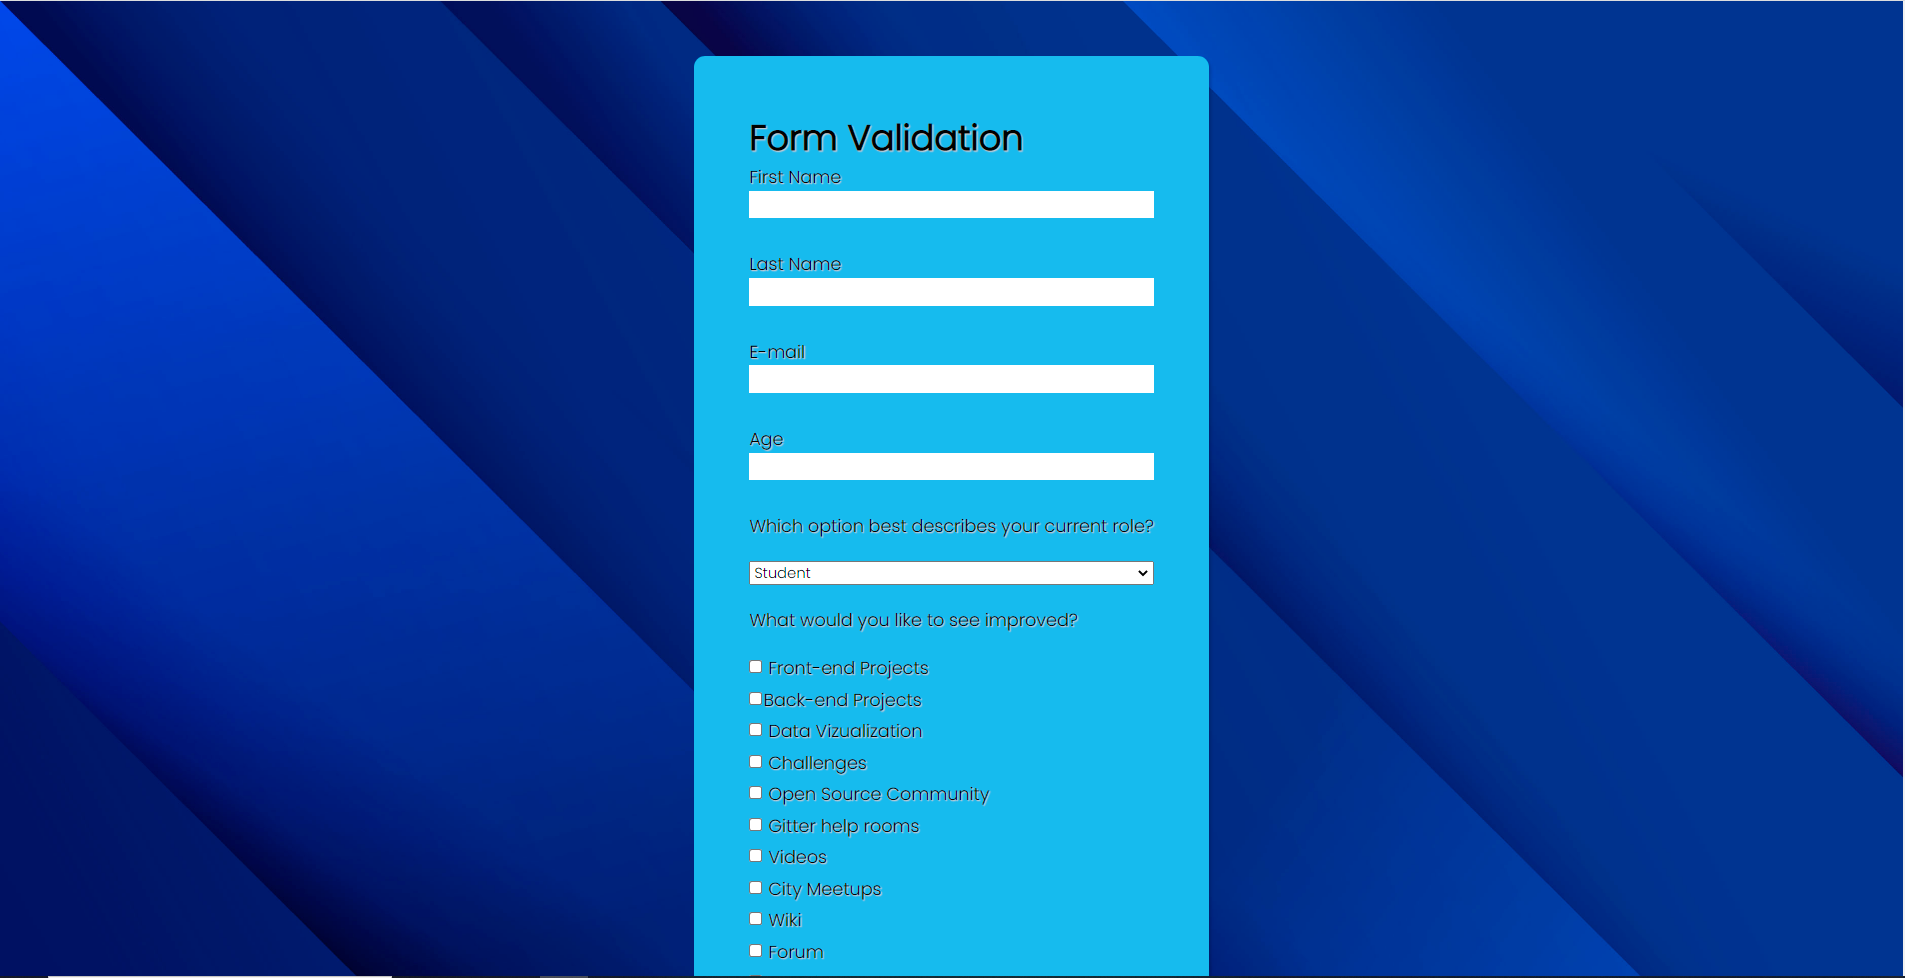 Form Validation
First Name
Last Name
E-mail
Age
Which option best describes your current role?
Student
What would you like to see improved?
Front-end Projects
Back-end Projects
Data Vizualization
Challenges
Open Source Community
Gitter help rooms
Videos
City Meetups
Wiki
Forum